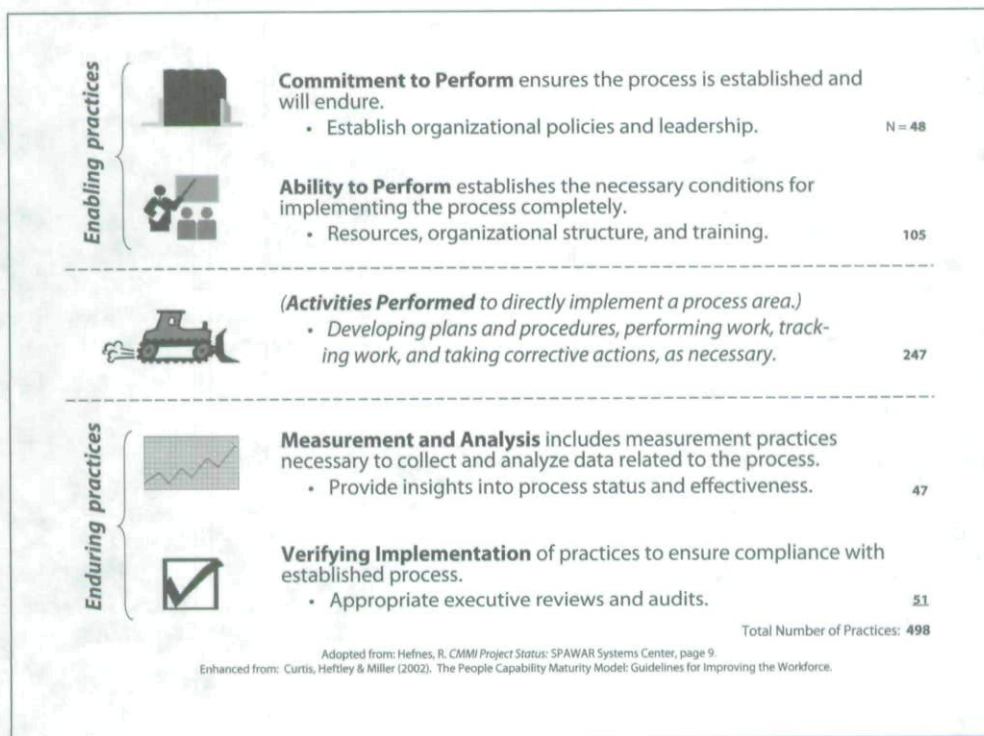 Enabling practices
Commitment to Perform ensures the process is established and
will endure.
• Establish organizational policies and leadership.
N = 48
Ability to Perform establishes the necessary conditions for
implementing the process completely.
• Resources, organizational structure, and training.
105
(Activities Performed to directly implement a process area.)
• Developing plans and procedures, performing work, track-
ing work, and taking corrective actions, as necessary.
247
Enduring practices
Measurement and Analysis includes measurement practices
necessary to collect and analyze data related to the process.
• Provide insights into process status and effectiveness.
47
Verifying Implementation of practices to ensure compliance with
established process.
• Appropriate executive reviews and audits.
51
Total Number of Practices: 498
Adopted from: Hefnes, R. CMMI Project Status: SPAWAR Systems Center, page 9.
Enhanced from: Curtis, Heftley & Miller (2002). The People Capability Maturity Model: Guidelines for Improving the Workforce.